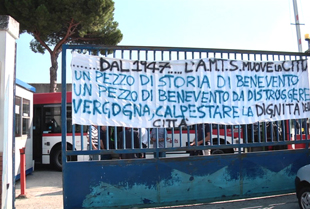 ....DAL 1947.... L'A.M.T.S. MUOVE LA CITTÀ
UN PEZZO DI STORIA DI BENEVENTO
UN PEZZO DI BENEVENTO DA DISTRUGGERE
VERGOGNA, CALPESTARE LA DIGNITÀ